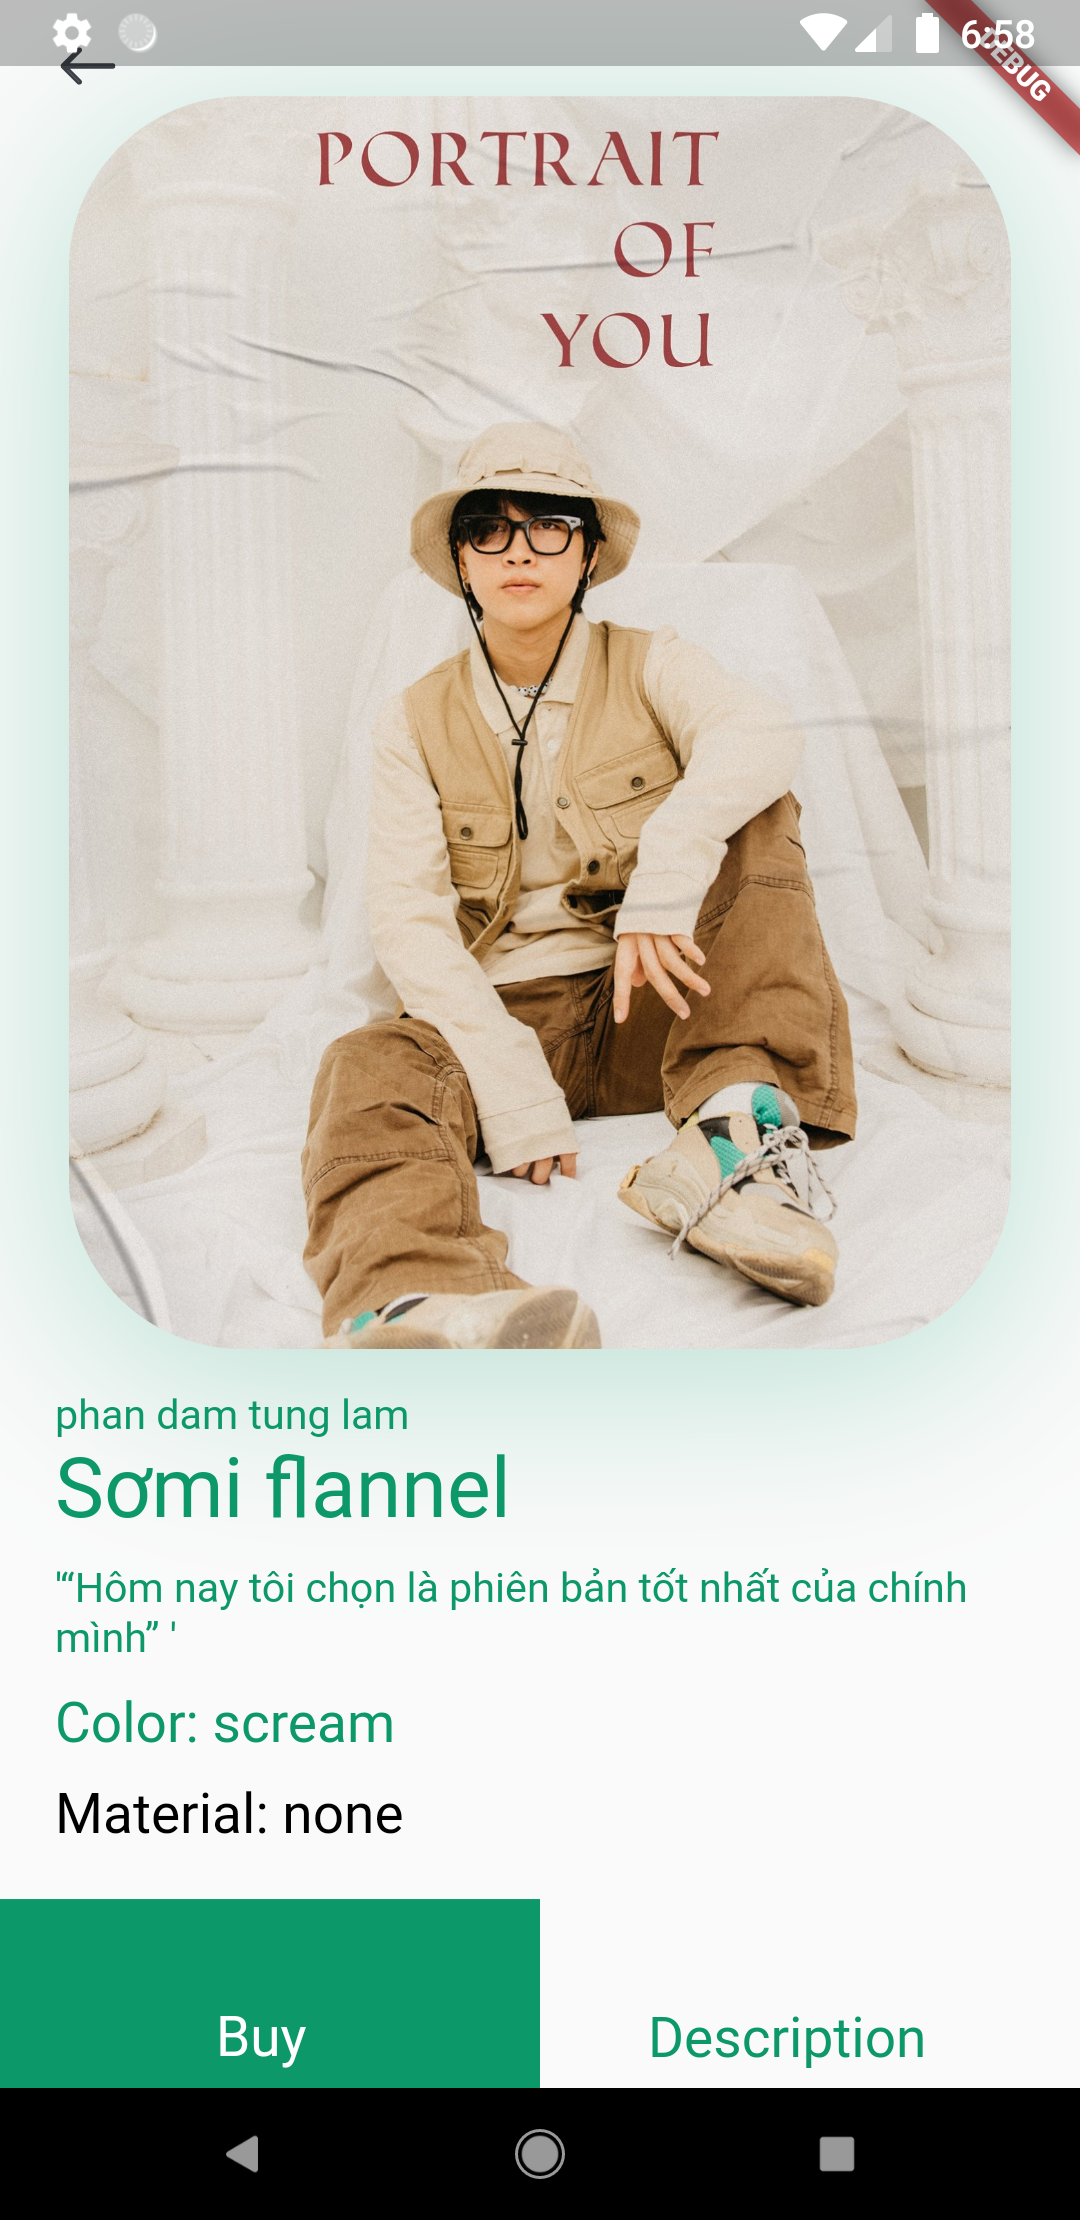 6:58
DEBUG
PORTRAIT
OF
YOU
phan dam tung lam
Sơmi flannel
'“Hôm nay tôi chọn là phiên bản tốt nhất của chính
mình” '
Color: scream
Material: none
Buy
Description